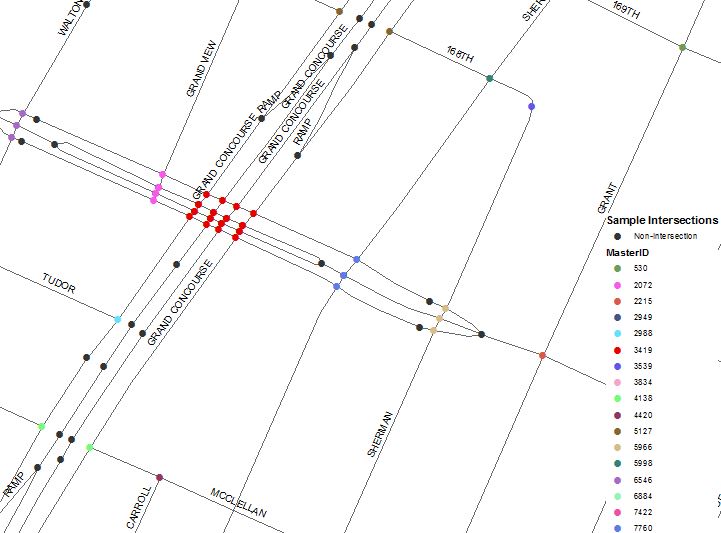 WALTON
GRANDVIEW
GRAND CONCOURSE
RAMP
GRAND CONCOURSE
GRAND CONCOURSE
RAMP
168TH
SHER
169TH
GRANT
TUDOR
GRAND CONCOURSE
SHERMAN
RAMP
CARROLL
MCCLELLAN
Sample Intersections
Non-intersection
MasterID
530
2072
2215
2949
2988
3419
3539
3834
4138
4420
5127
5966
5998
6546
6884
7422
7760